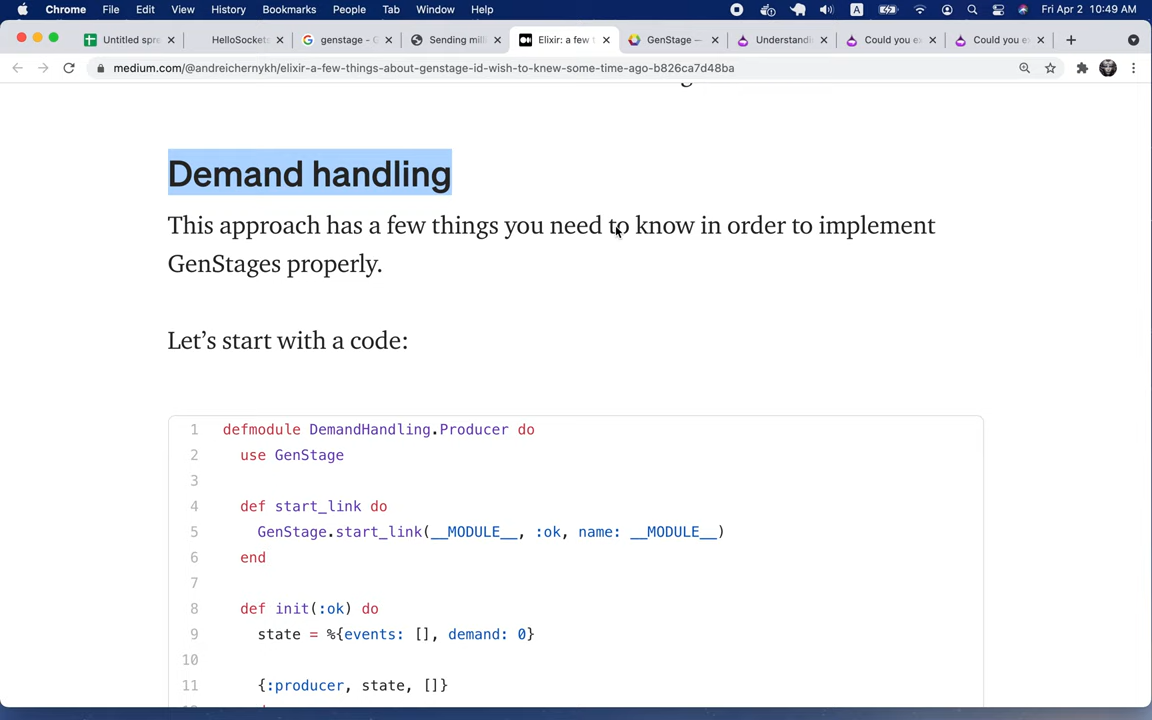 Chrome File Edit View History Bookmarks People Tab Window Help A Fri Apr 2 10:49 AM
Untitled spre HelloSocket genstage - G Sending mill Elixir: a few t GenStage — Understandi Could you e Could you e
medium.com/@andreichernykh/elixir-a-few-things-about-genstage-id-wish-to-knew-some-time-ago-b826ca7d48ba
Demand handling
This approach has a few things you need to know in order to implement
GenStages properly.
Let's start with a code:
1 defmodule DemandHandling.Producer do
2 use GenStage
3
4 def start_link do
5 GenStage.start_link(__MODULE__, :ok, name: __MODULE__)
6 end
7
8 def init(:ok) do
9 state = %{events: [], demand: 0}
10
11 {:producer, state, []}